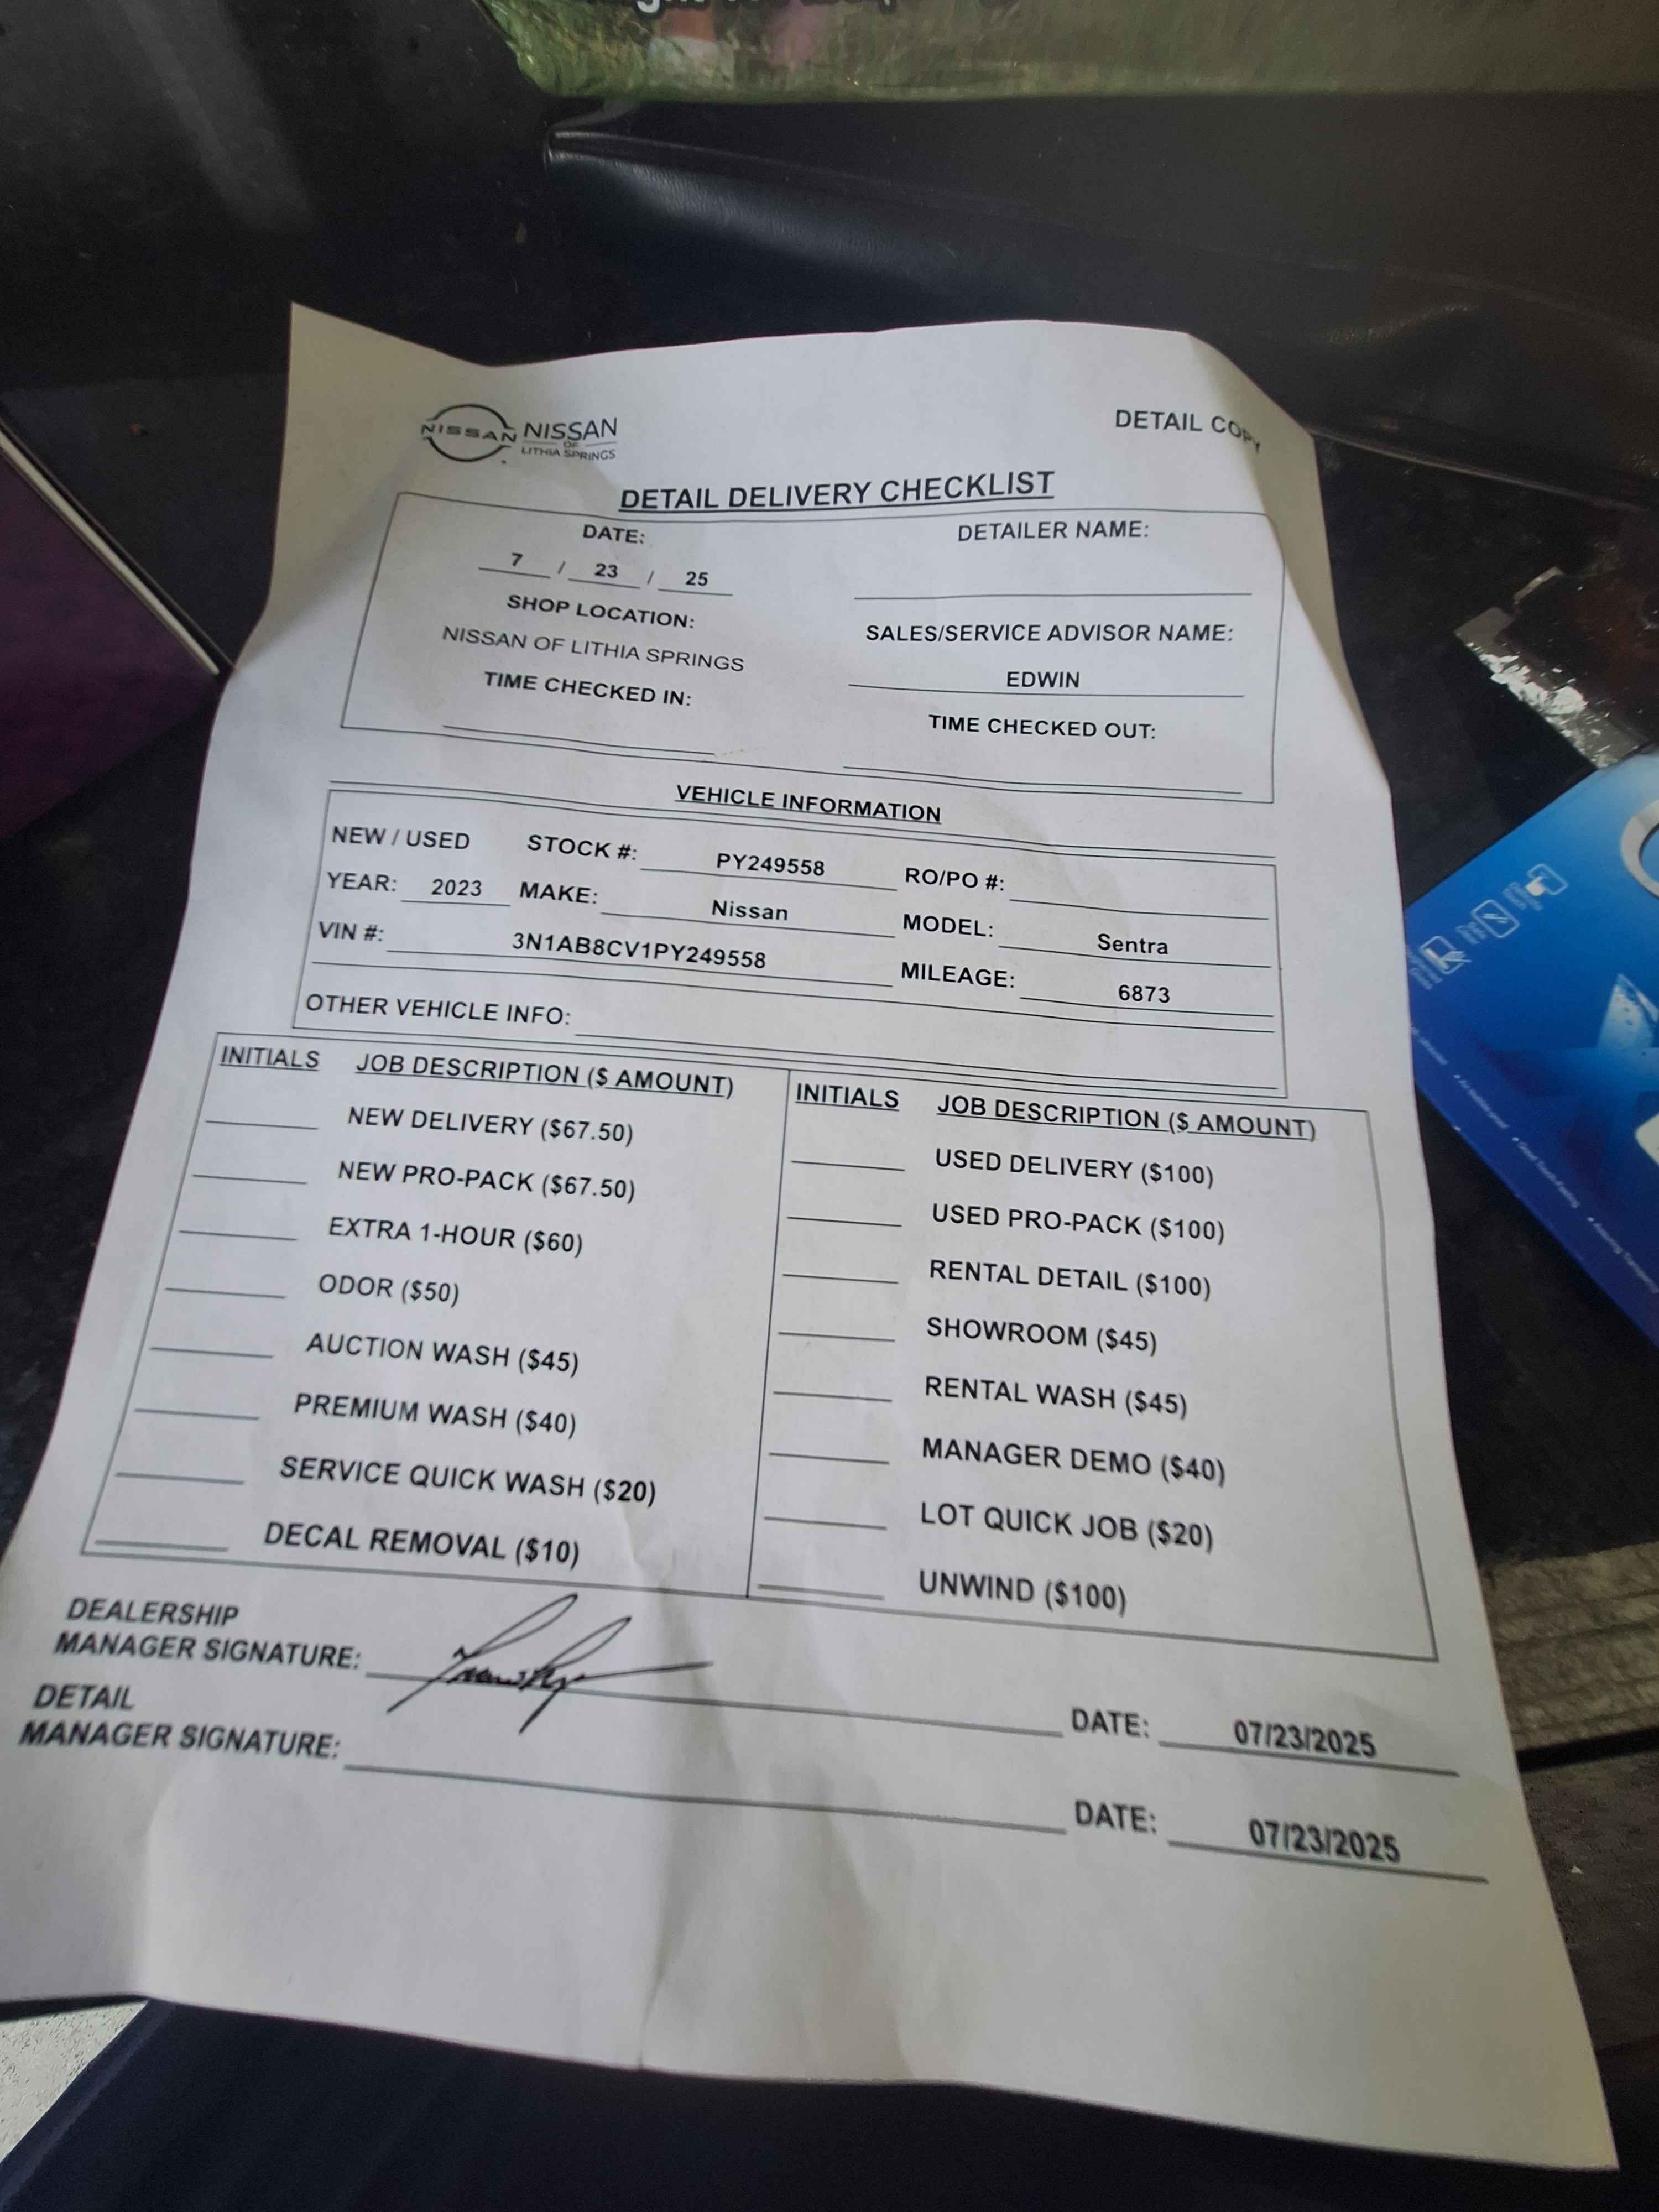 DETAIL COPY
NISSAN NISSAN
OF
LITHIA SPRINGS
DETAIL DELIVERY CHECKLIST
DATE:
7 / 23 / 25
DETAILER NAME:
SHOP LOCATION:
NISSAN OF LITHIA SPRINGS
SALES/SERVICE ADVISOR NAME:
EDWIN
TIME CHECKED IN:
TIME CHECKED OUT:
VEHICLE INFORMATION
NEW / USED STOCK #: PY249558 RO/PO #:
YEAR: 2023 MAKE: Nissan MODEL: Sentra
VIN #: 3N1AB8CV1PY249558 MILEAGE: 6873
OTHER VEHICLE INFO:
INITIALS JOB DESCRIPTION ($ AMOUNT)
NEW DELIVERY ($67.50)
NEW PRO-PACK ($67.50)
EXTRA 1-HOUR ($60)
ODOR ($50)
AUCTION WASH ($45)
PREMIUM WASH ($40)
SERVICE QUICK WASH ($20)
DECAL REMOVAL ($10)
INITIALS JOB DESCRIPTION ($ AMOUNT)
USED DELIVERY ($100)
USED PRO-PACK ($100)
RENTAL DETAIL ($100)
SHOWROOM ($45)
RENTAL WASH ($45)
MANAGER DEMO ($40)
LOT QUICK JOB ($20)
UNWIND ($100)
DEALERSHIP
MANAGER SIGNATURE: DATE: 07/23/2025
DETAIL
MANAGER SIGNATURE: DATE: 07/23/2025